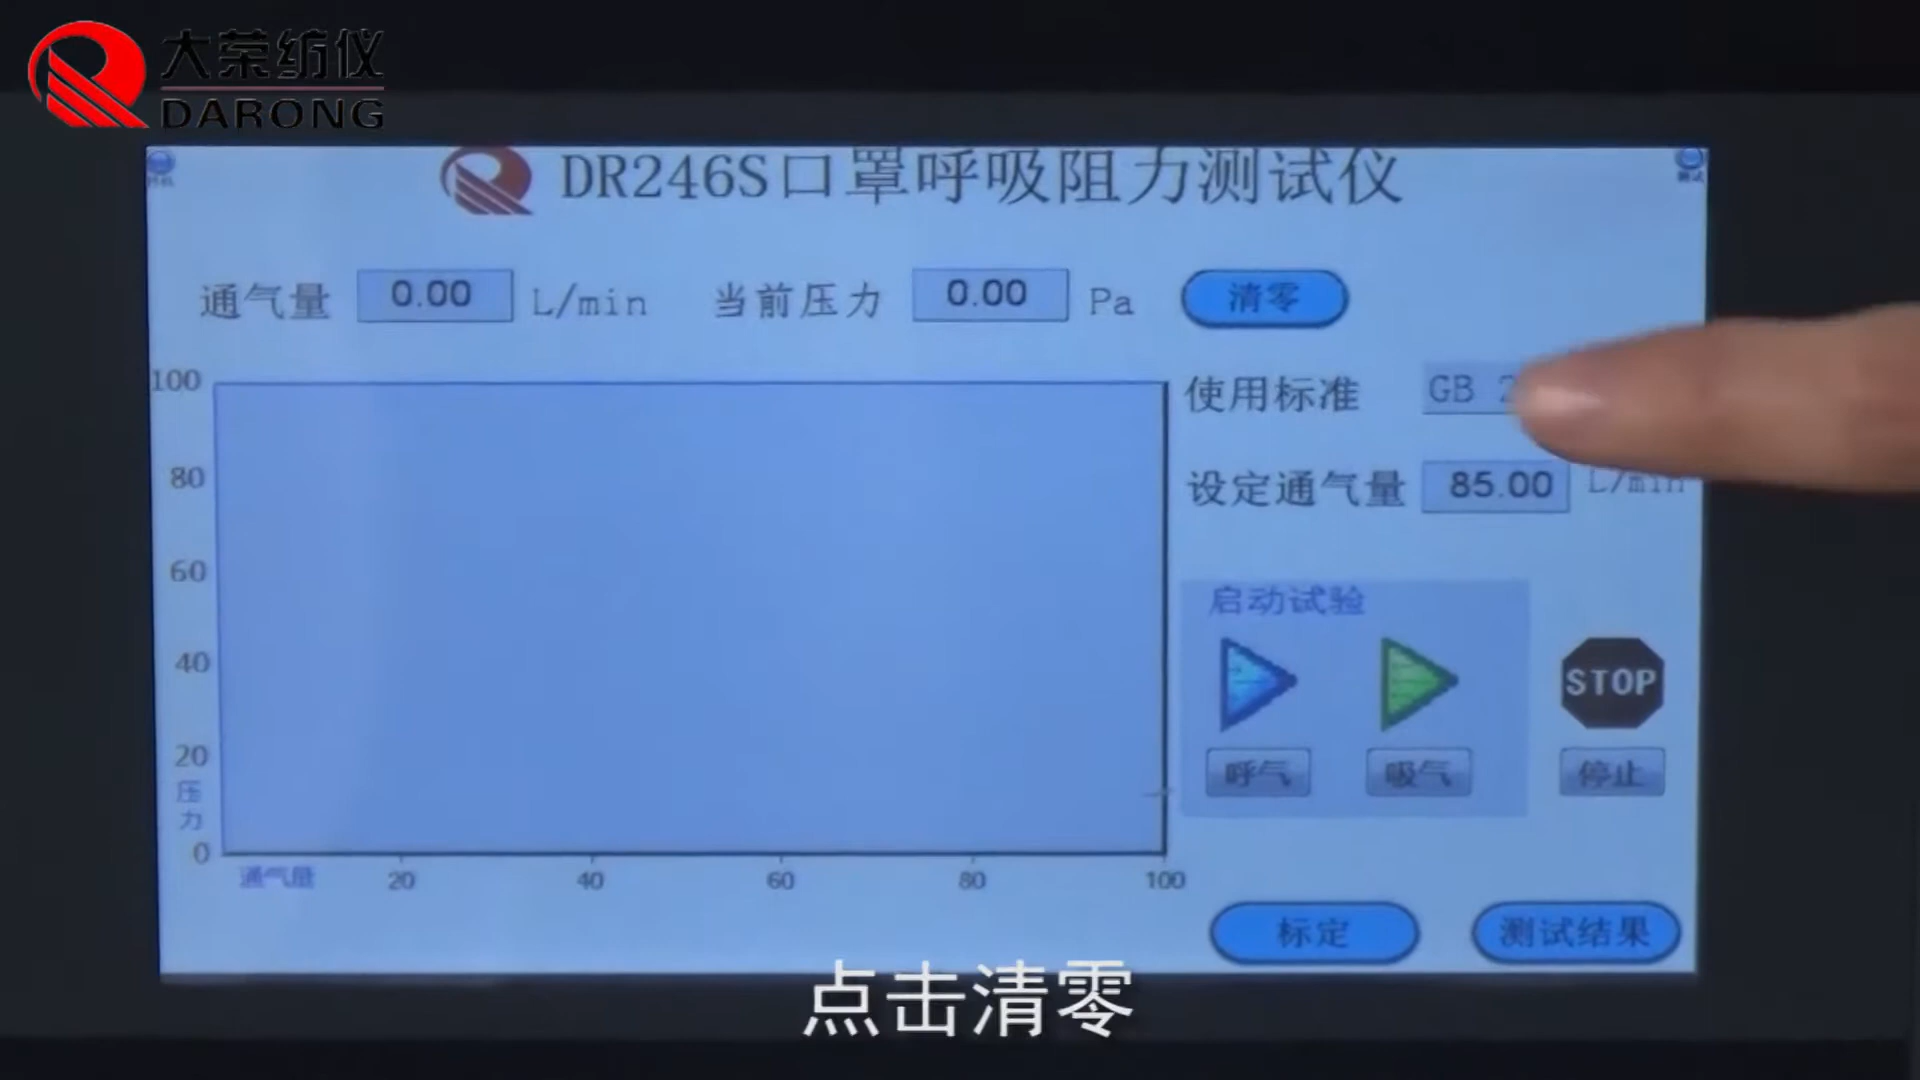 大荣纺仪
DARONG
DR246S口罩呼吸阻力测试仪
通气量 0.00 L/min 当前压力 0.00 Pa 清零
使用标准 GB 2
设定通气量 85.00 L/min
100
80
60
40
20
压力
0
通气量 20 40 60 80 100
启动试验
STOP
呼气 吸气 停止
标定 测试结果
点击清零